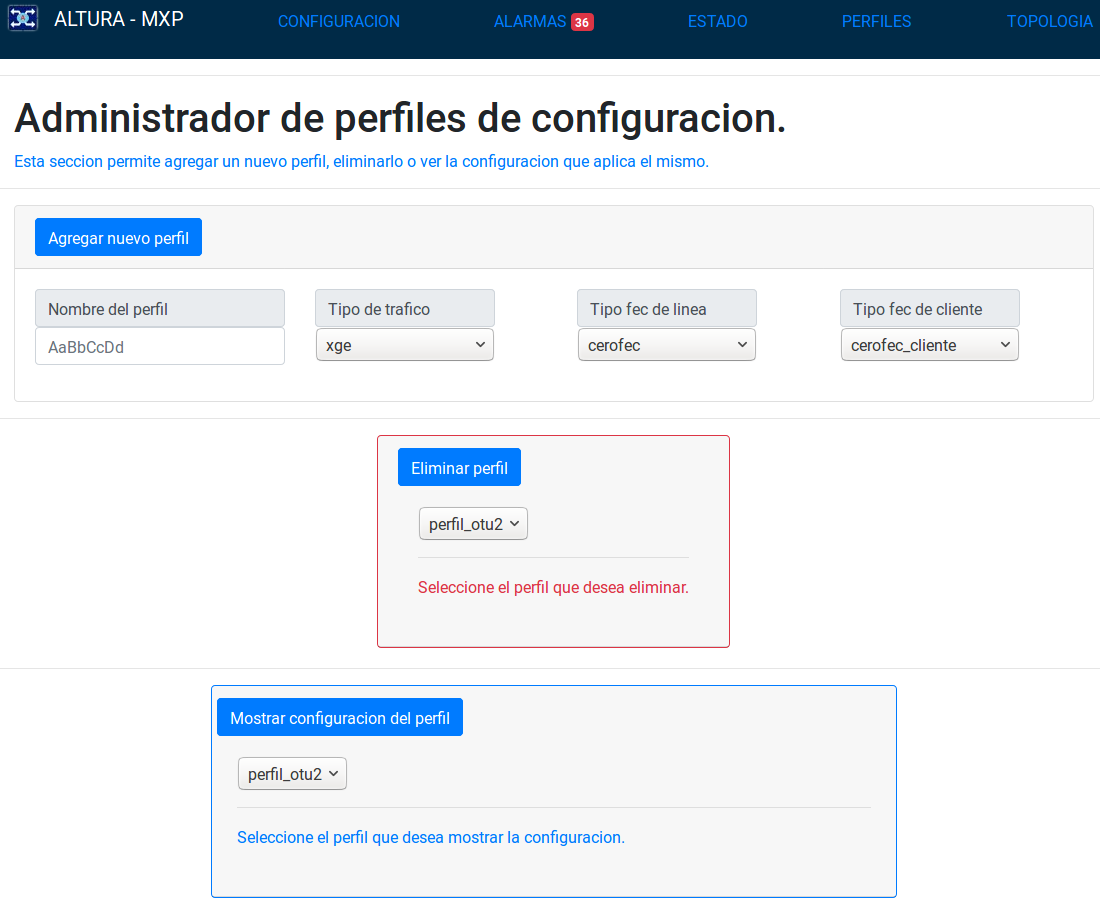 ALTURA - MXP CONFIGURACION ALARMAS 36 ESTADO PERFILES TOPOLOGIA
Administrador de perfiles de configuracion.
Esta seccion permite agregar un nuevo perfil, eliminarlo o ver la configuracion que aplica el mismo.
Agregar nuevo perfil
Nombre del perfil Tipo de trafico Tipo fec de linea Tipo fec de cliente
AaBbCcDd xge cerofec cerofec_cliente
Eliminar perfil
perfil_otu2
Seleccione el perfil que desea eliminar.
Mostrar configuracion del perfil
perfil_otu2
Seleccione el perfil que desea mostrar la configuracion.